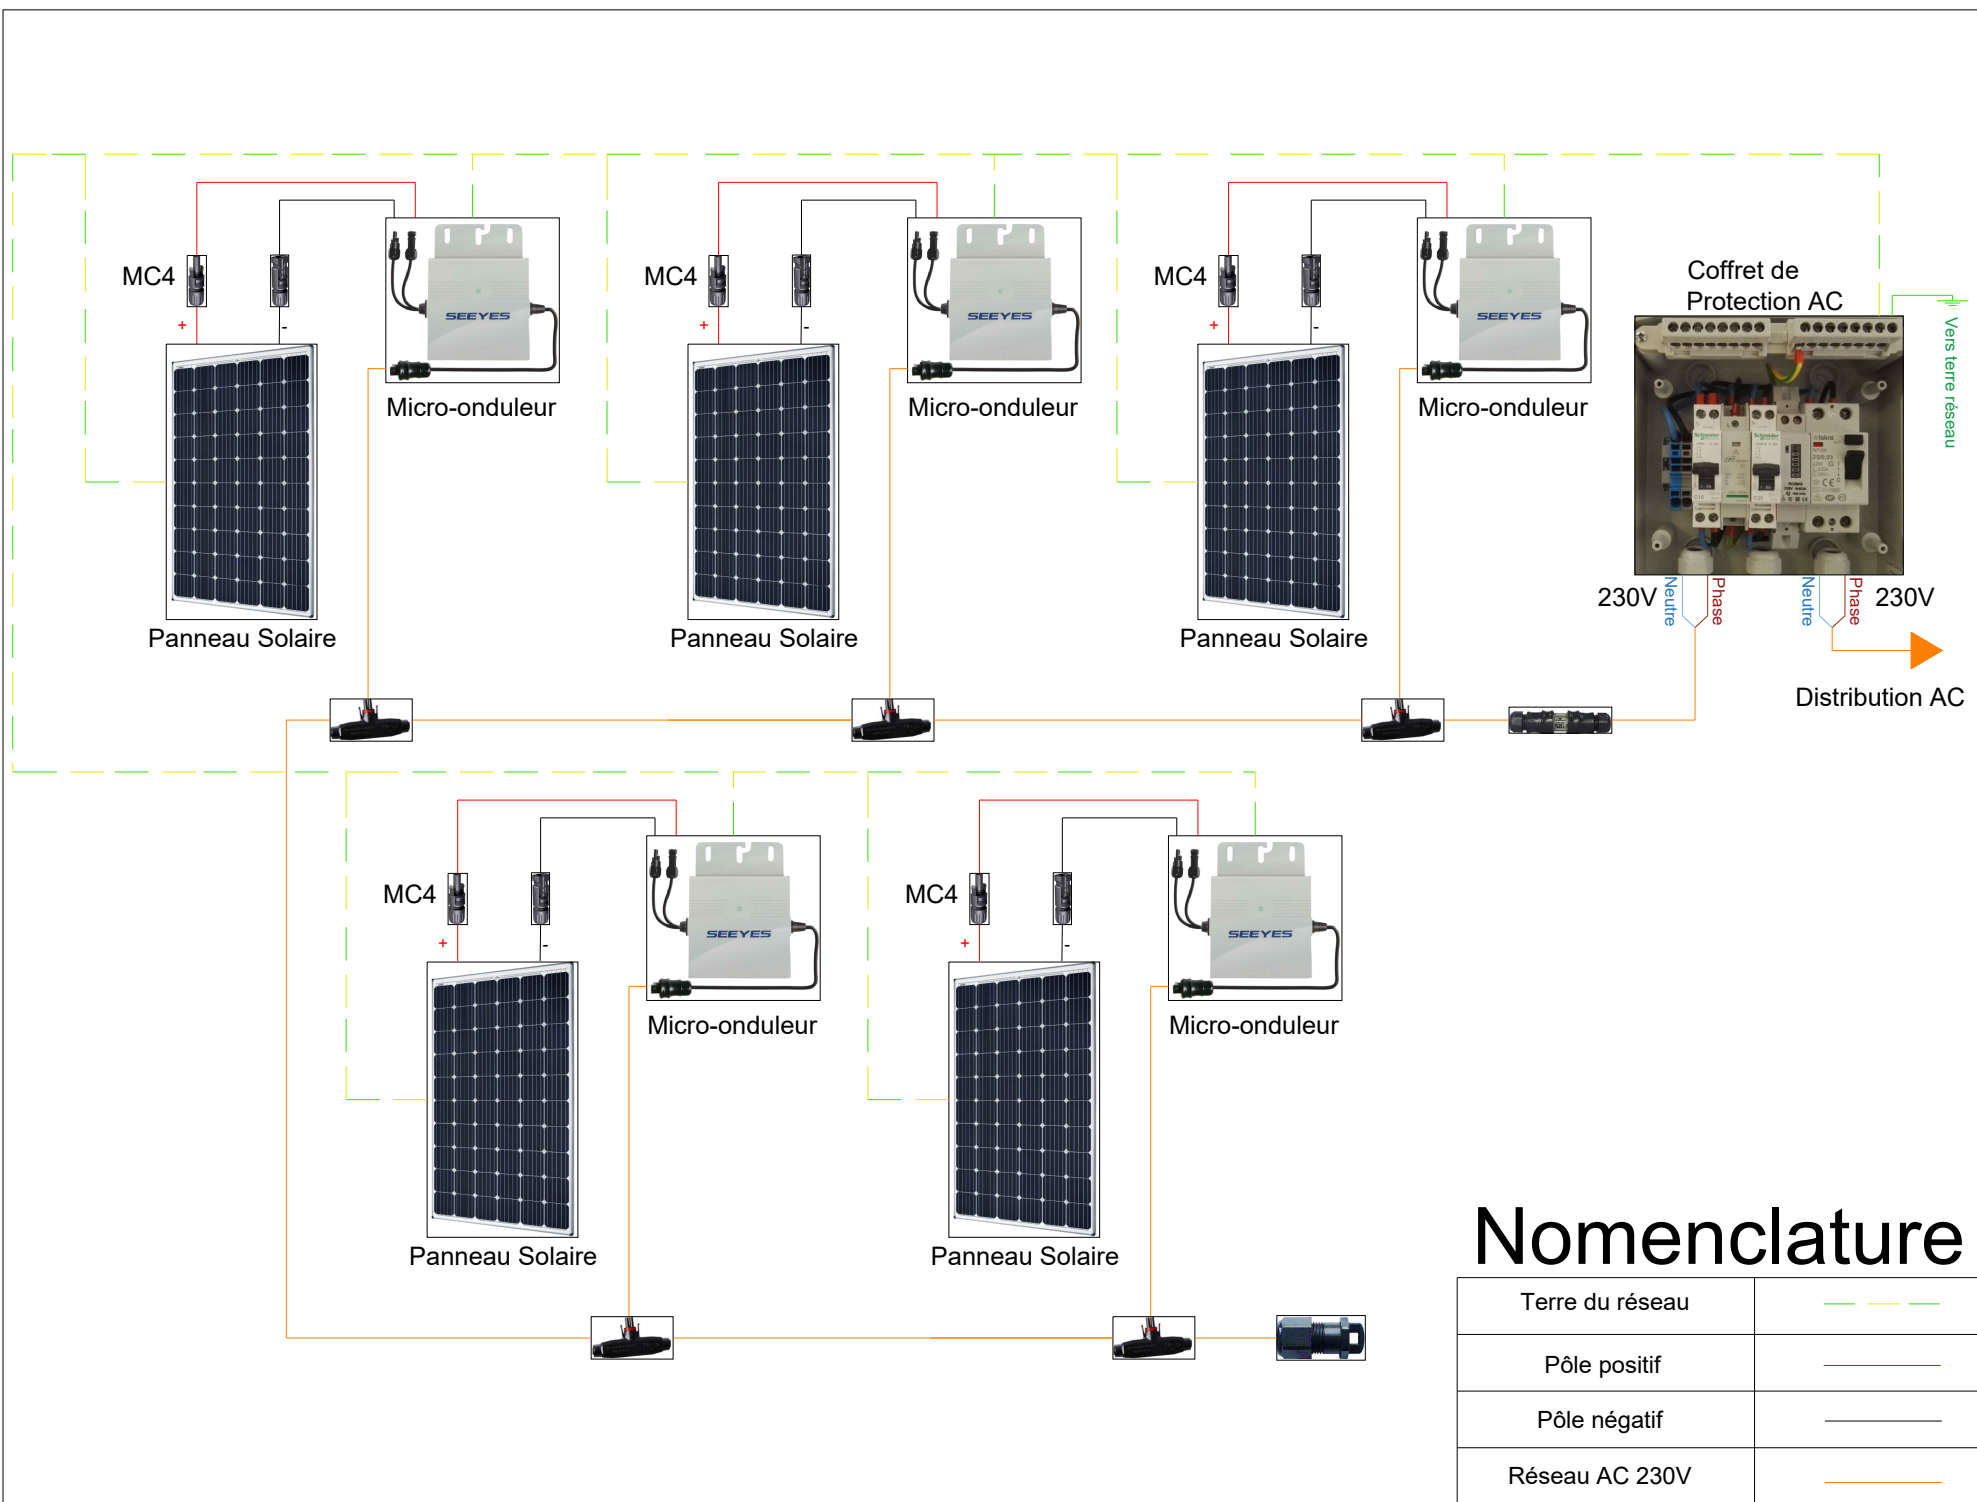 MC4
+
-
SEEYES
Micro-onduleur
Panneau Solaire
MC4
+
-
SEEYES
Micro-onduleur
Panneau Solaire
MC4
+
-
SEEYES
Micro-onduleur
Panneau Solaire
Coffret de
Protection AC
Vers terre réseau
Schneider
Schneider
230V
Neutre
Phase
Neutre
Phase
230V
Distribution AC
MC4
+
-
SEEYES
Micro-onduleur
Panneau Solaire
MC4
+
-
SEEYES
Micro-onduleur
Panneau Solaire
Nomenclature
Terre du réseau
Pôle positif
Pôle négatif
Réseau AC 230V